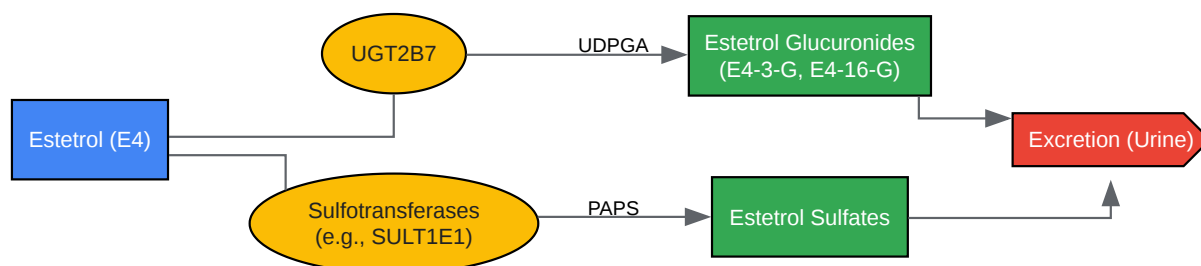 Estetrol (E4)
UGT2B7
UDPGA
Estetrol Glucuronides
(E4-3-G, E4-16-G)
Excretion (Urine)
Sulfotransferases
(e.g., SULT1E1)
PAPS
Estetrol Sulfates